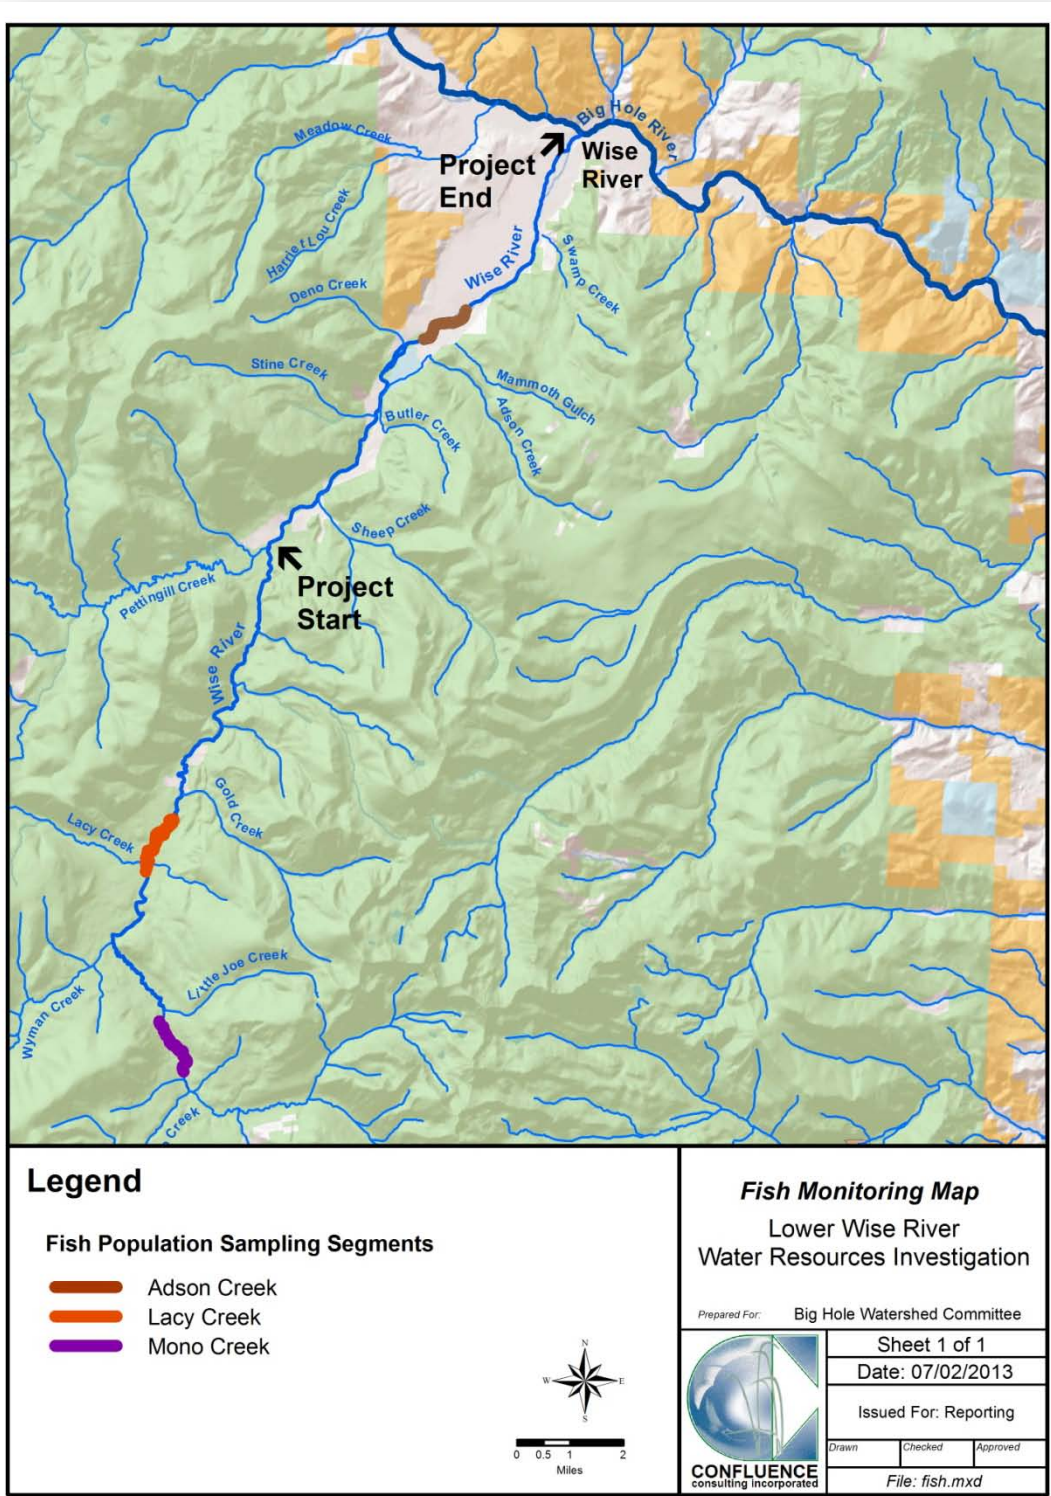 Big Hole River
Meadow Creek
Project
End
Wise
River
Harriet Lou Creek
Wise River
Swamp Creek
Deno Creek
Stine Creek
Mammoth Gulch
Adson Creek
Butler Creek
Sheep Creek
Project
Start
Pettingill Creek
Wise River
Gold Creek
Lacy Creek
Little Joe Creek
Wyman Creek
Creek
Legend
Fish Population Sampling Segments
Adson Creek
Lacy Creek
Mono Creek
N
W
E
S
0 0.5 1 2
Miles
Fish Monitoring Map
Lower Wise River
Water Resources Investigation
Prepared For: Big Hole Watershed Committee
Sheet 1 of 1
Date: 07/02/2013
Issued For: Reporting
Drawn Checked Approved
File: fish.mxd
CONFLUENCE
consulting incorporated